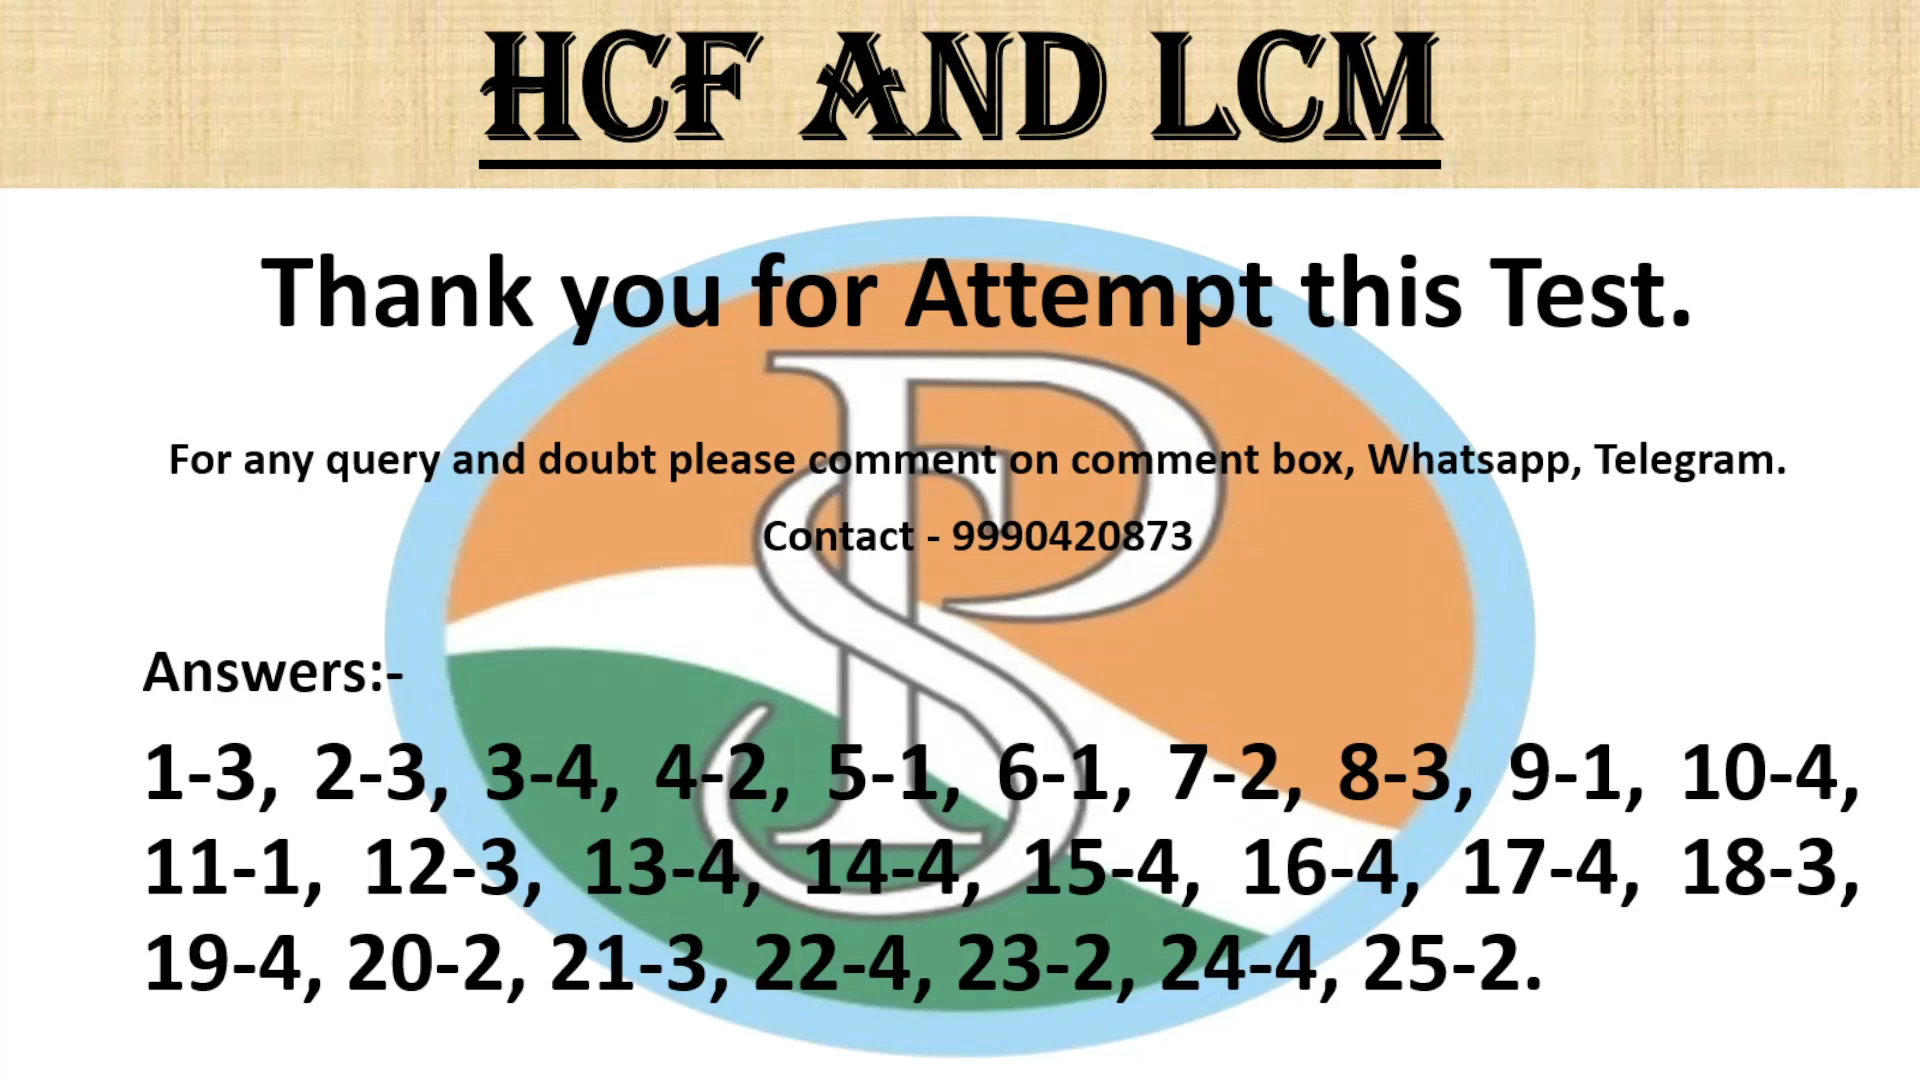 HCF AND LCM
Thank you for Attempt this Test.
For any query and doubt please comment on comment box, Whatsapp, Telegram.
Contact - 9990420873
Answers:-
1-3, 2-3, 3-4, 4-2, 5-1, 6-1, 7-2, 8-3, 9-1, 10-4,
11-1, 12-3, 13-4, 14-4, 15-4, 16-4, 17-4, 18-3,
19-4, 20-2, 21-3, 22-4, 23-2, 24-4, 25-2.